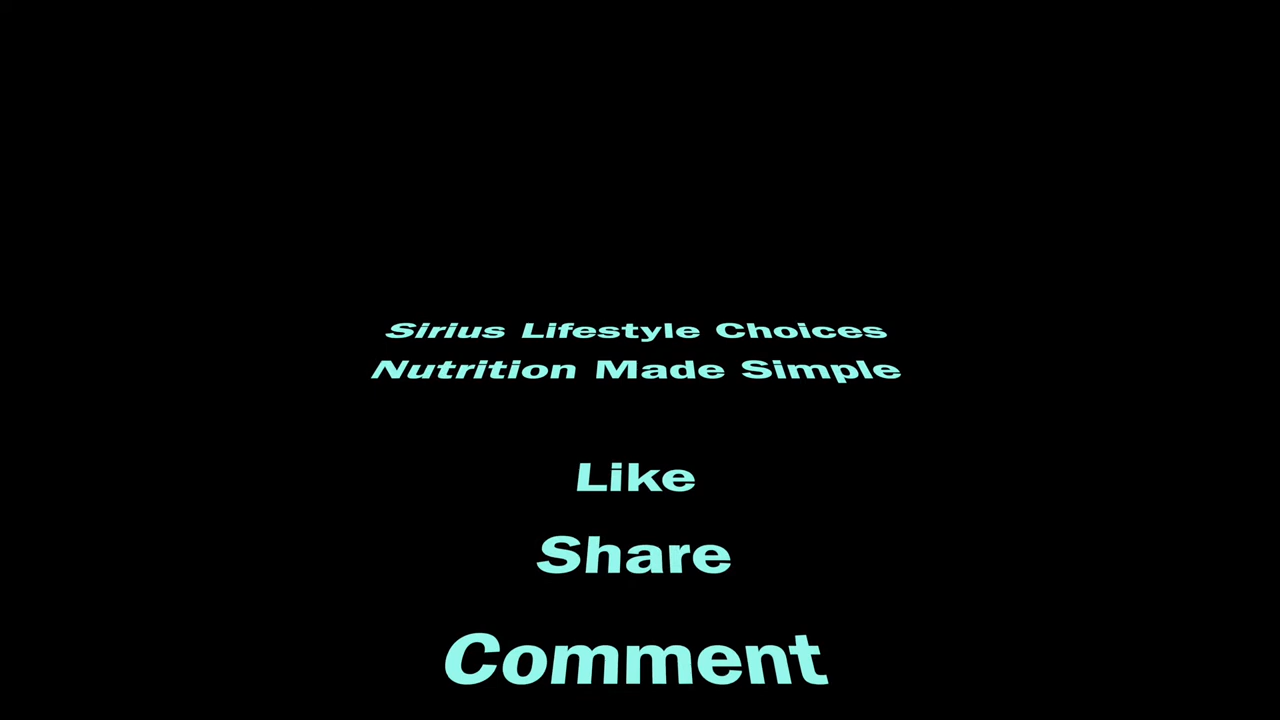 Sirius Lifestyle Choices
Nutrition Made Simple
Like
Share
Comment